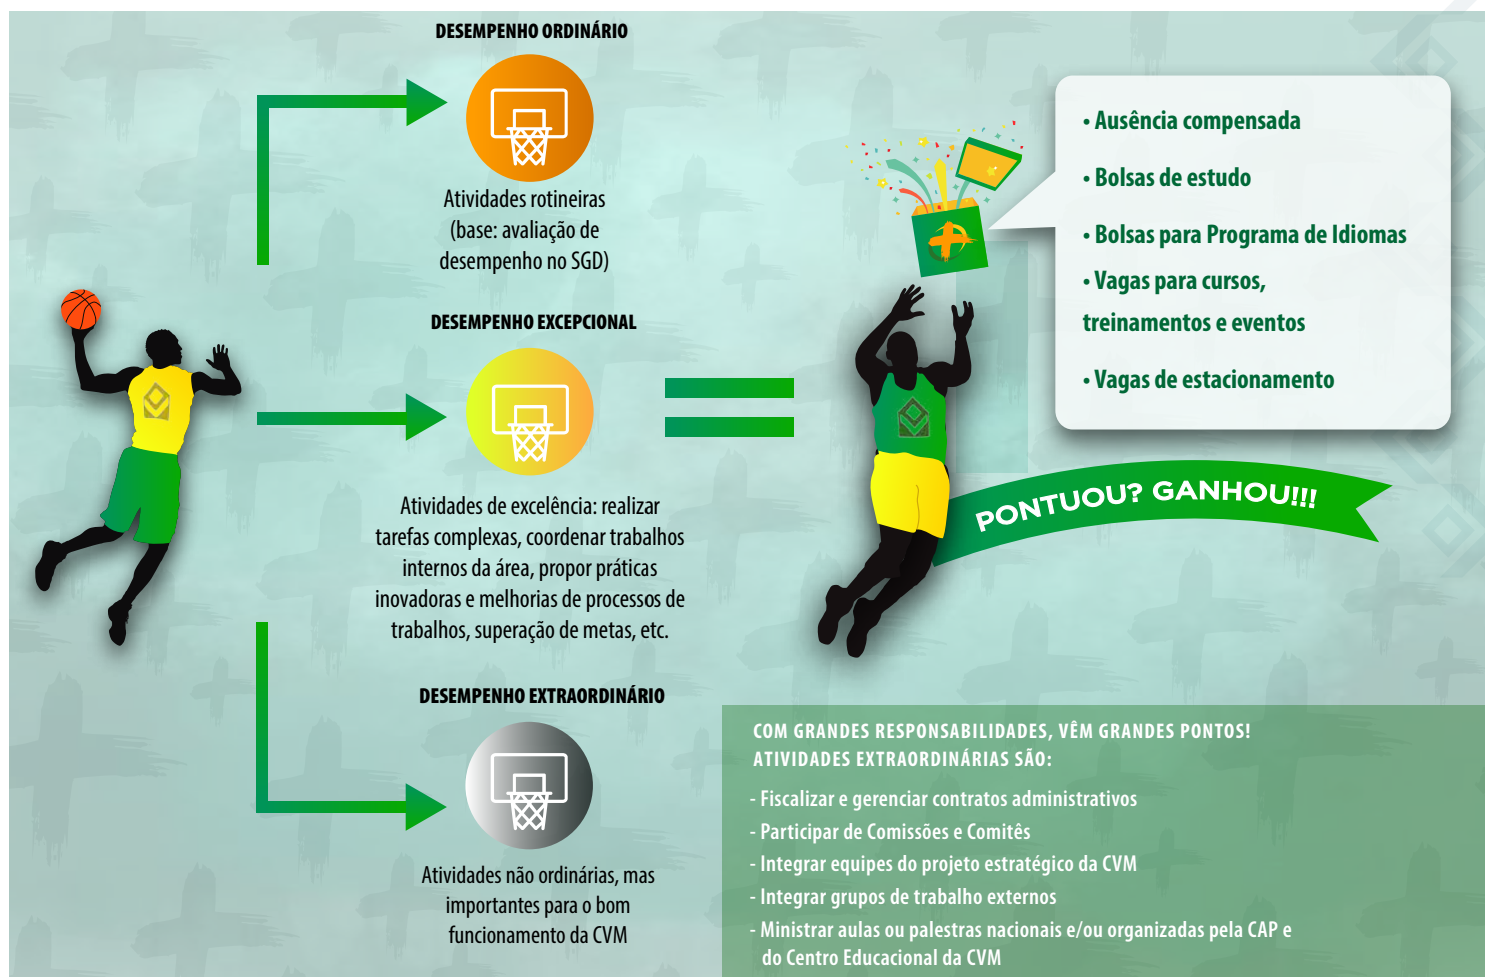 DESEMPENHO ORDINÁRIO
Atividades rotineiras
(base: avaliação de
desempenho no SGD)
DESEMPENHO EXCEPCIONAL
Atividades de excelência: realizar
tarefas complexas, coordenar trabalhos
internos da área, propor práticas
inovadoras e melhorias de processos de
trabalhos, superação de metas, etc.
DESEMPENHO EXTRAORDINÁRIO
Atividades não ordinárias, mas
importantes para o bom
funcionamento da CVM
• Ausência compensada
• Bolsas de estudo
• Bolsas para Programa de Idiomas
• Vagas para cursos,
treinamentos e eventos
• Vagas de estacionamento
PONTUOU? GANHOU!!!
COM GRANDES RESPONSABILIDADES, VÊM GRANDES PONTOS!
ATIVIDADES EXTRAORDINÁRIAS SÃO:
- Fiscalizar e gerenciar contratos administrativos
- Participar de Comissões e Comitês
- Integrar equipes do projeto estratégico da CVM
- Integrar grupos de trabalho externos
- Ministrar aulas ou palestras nacionais e/ou organizadas pela CAP e
do Centro Educacional da CVM